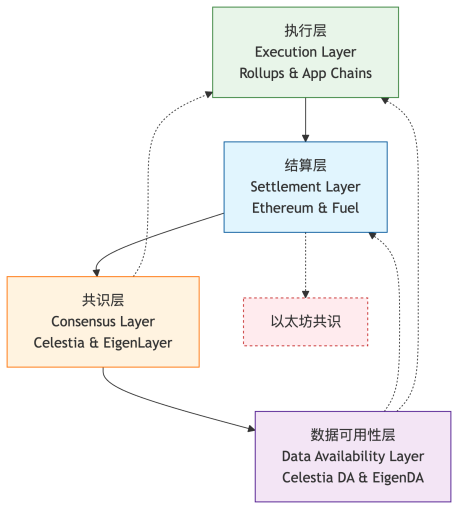 执行层
Execution Layer
Rollups & App Chains
结算层
Settlement Layer
Ethereum & Fuel
共识层
Consensus Layer
Celestia & EigenLayer
以太坊共识
数据可用性层
Data Availability Layer
Celestia DA & EigenDA